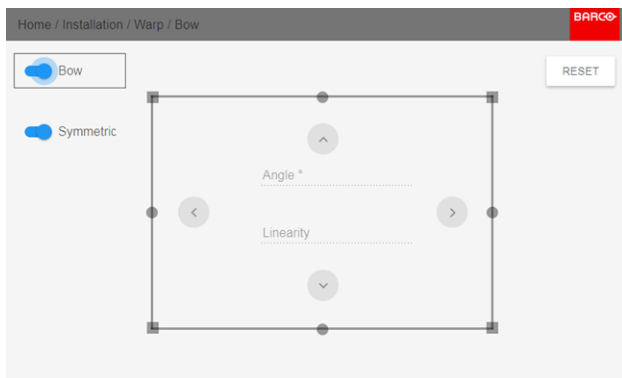 Home / Installation / Warp / Bow
BARCO
Bow
RESET
Symmetric
Angle *
Linearity